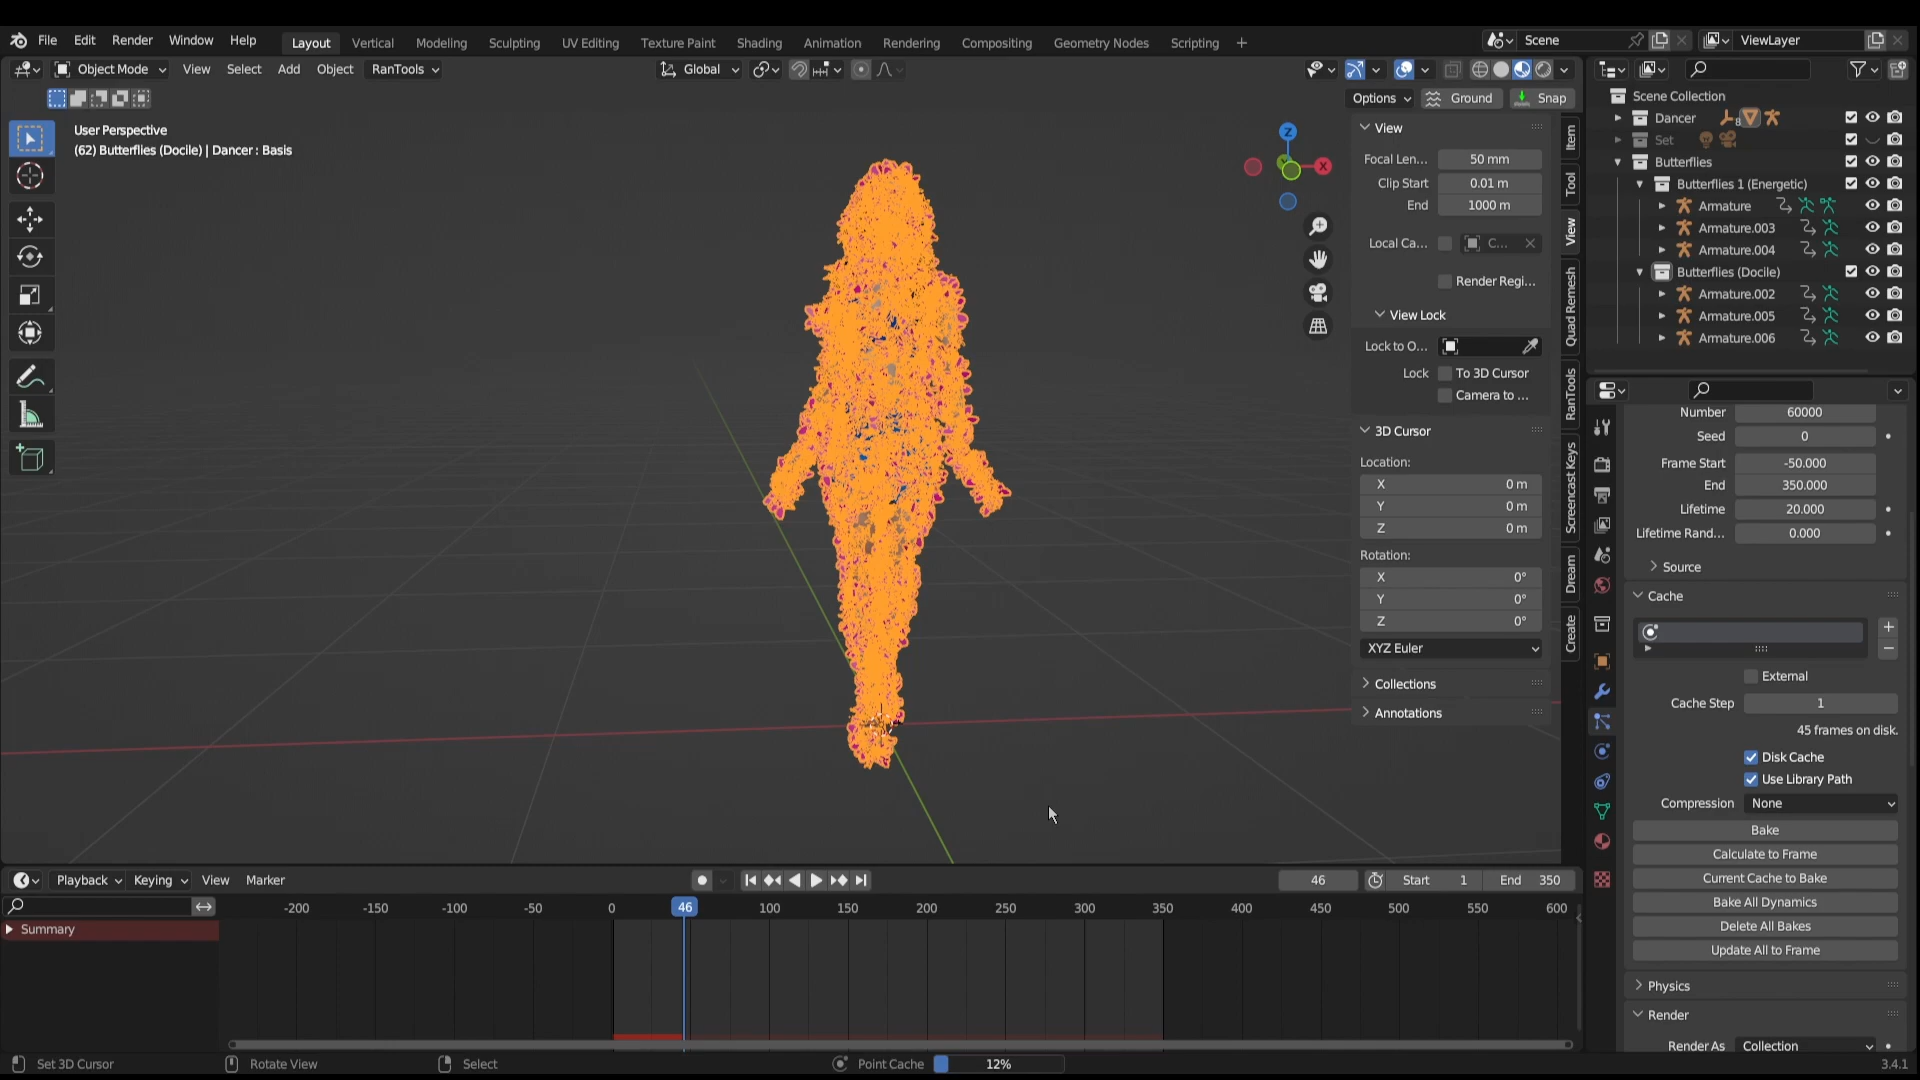 File Edit Render Window Help Layout Vertical Modeling Sculpting UV Editing Texture Paint Shading Animation Rendering Compositing Geometry Nodes Scripting + Scene ViewLayer
Object Mode View Select Add Object RanTools Global
Options Ground Snap
User Perspective
(62) Butterflies (Docile) | Dancer : Basis
Z
X
View
Focal Len... 50 mm
Clip Start 0.01 m
End 1000 m
Local Ca... C...
Render Regi...
View Lock
Lock to O...
Lock To 3D Cursor
Camera to ...
3D Cursor
Location:
X 0 m
Y 0 m
Z 0 m
Rotation:
X 0°
Y 0°
Z 0°
XYZ Euler
Collections
Annotations
Item
Tool
View
Quad Remesh
RanTools
Screencast Keys
Dream
Create
Scene Collection
Dancer 8
Set
Butterflies
Butterflies 1 (Energetic)
Armature
Armature.003
Armature.004
Butterflies (Docile)
Armature.002
Armature.005
Armature.006
Number 60000
Seed 0
Frame Start -50.000
End 350.000
Lifetime 20.000
Lifetime Rand... 0.000
Source
Cache
External
Cache Step 1
45 frames on disk.
Disk Cache
Use Library Path
Compression None
Bake
Calculate to Frame
Current Cache to Bake
Bake All Dynamics
Delete All Bakes
Update All to Frame
Physics
Render
Render As Collection
Playback Keying View Marker 46 Start 1 End 350
-200 -150 -100 -50 0 46 100 150 200 250 300 350 400 450 500 550 600
Summary
Set 3D Cursor Rotate View Select Point Cache 12% 3.4.1